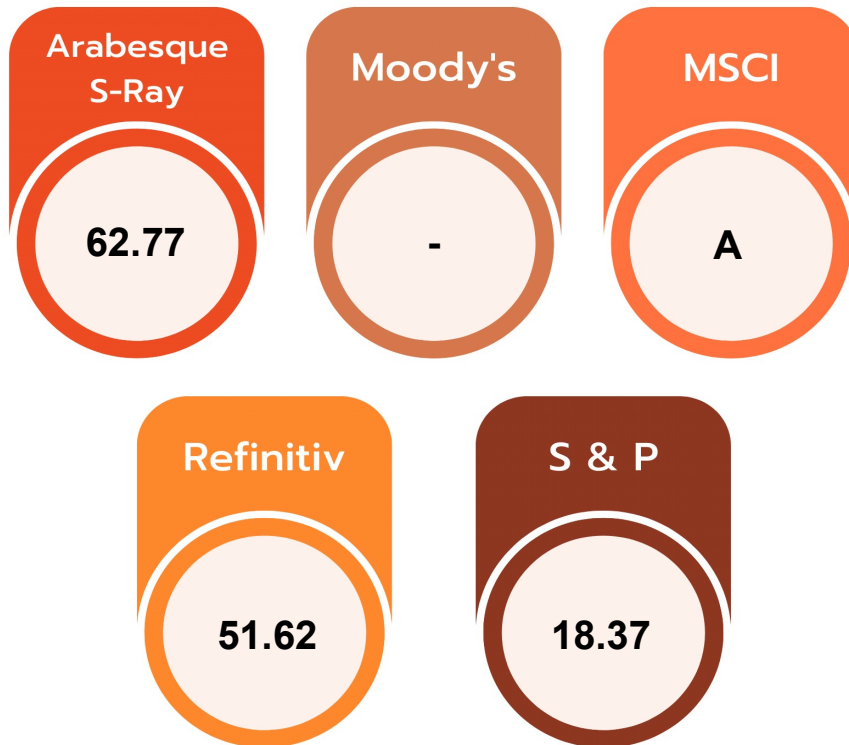 Arabesque
S-Ray
62.77
Moody's
-
MSCI
A
Refinitiv
51.62
S & P
18.37